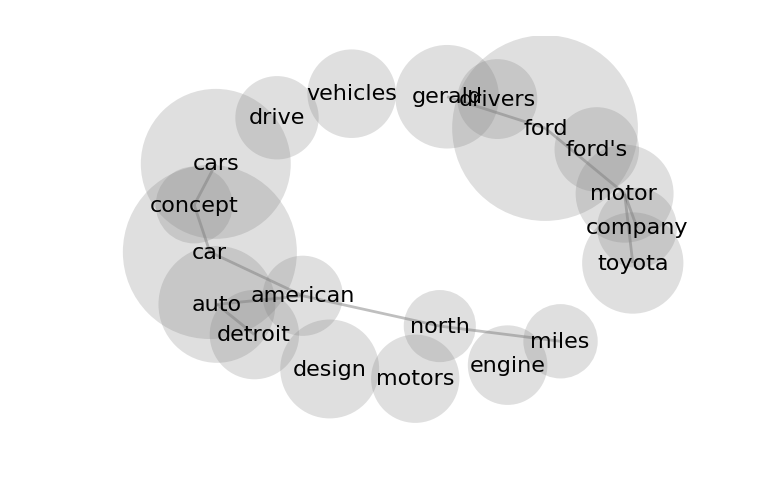 vehicles
gerald
drivers
drive
ford
ford's
cars
motor
concept
company
car
toyota
american
auto
north
detroit
miles
engine
design
motors